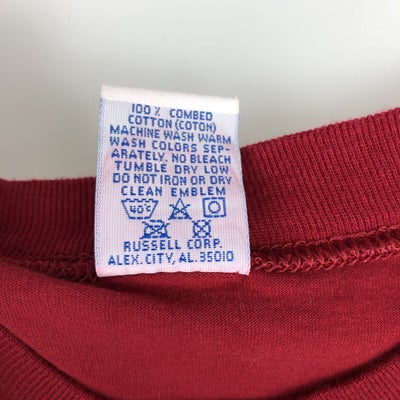 100% COMBED
COTTON (COTON)
MACHINE WASH WARM
WASH COLORS SEP-
ARATELY. NO BLEACH
TUMBLE DRY LOW
DO NOT IRON OR DRY
CLEAN EMBLEM
40°C
RUSSELL CORP.
ALEX. CITY, AL. 35010